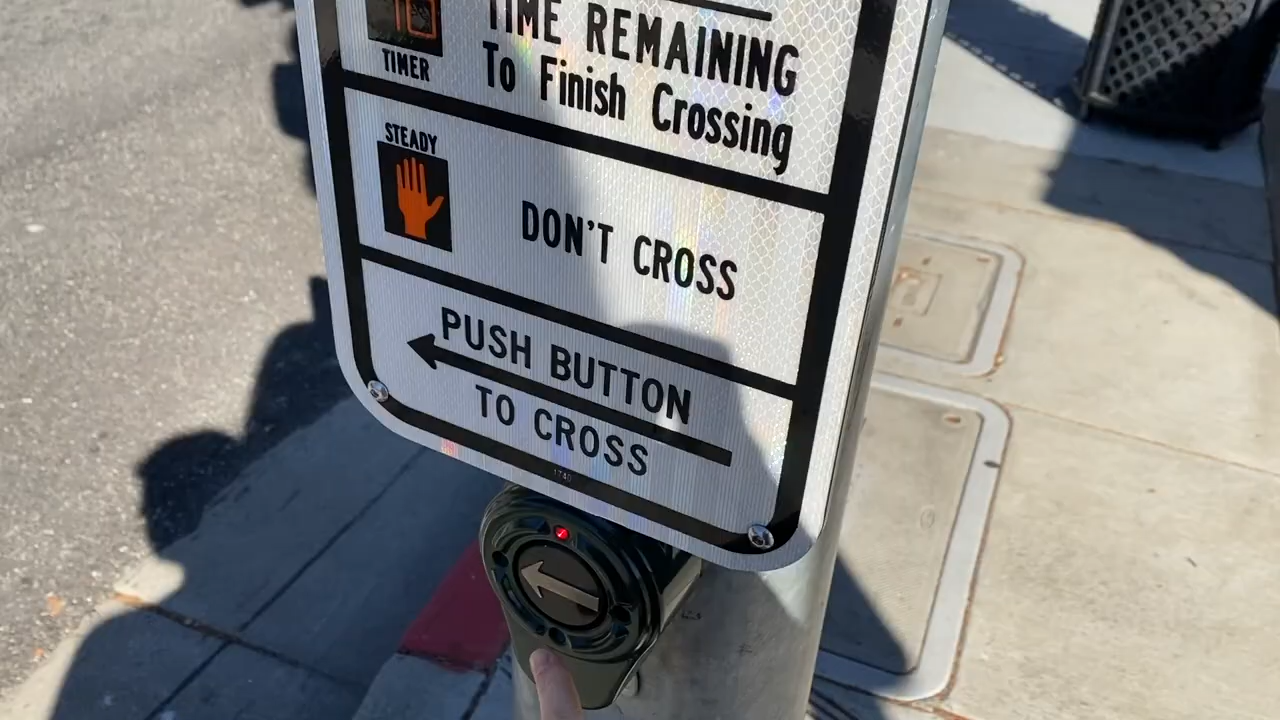 TIME REMAINING
TIMER
To Finish Crossing
STEADY
DON'T CROSS
PUSH BUTTON
TO CROSS